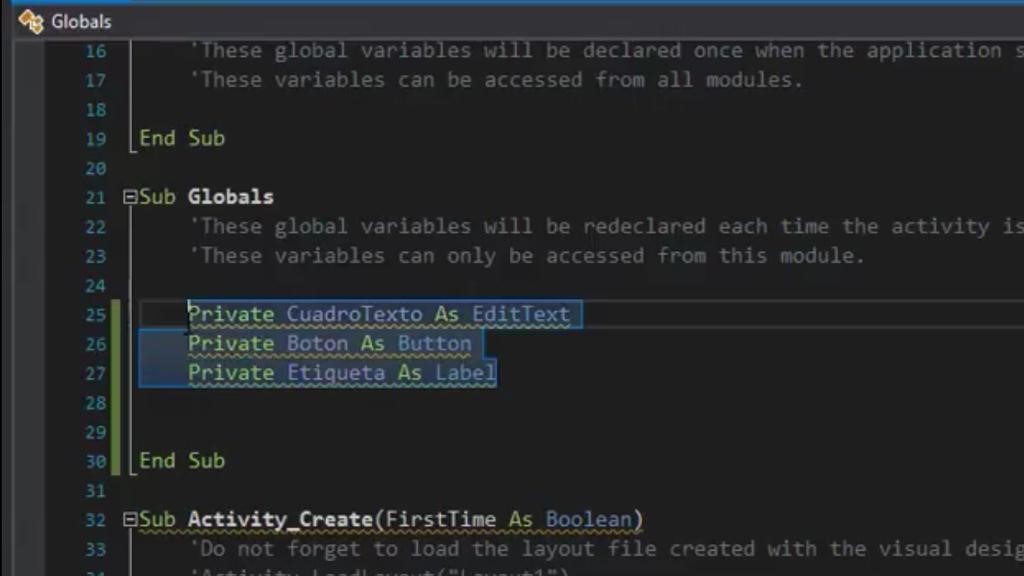 Globals
16 'These global variables will be declared once when the application s
17 'These variables can be accessed from all modules.
18
19 End Sub
20
21 Sub Globals
22 'These global variables will be redeclared each time the activity is
23 'These variables can only be accessed from this module.
24
25 Private CuadroTexto As EditText
26 Private Boton As Button
27 Private Etiqueta As Label
28
29
30 End Sub
31
32 Sub Activity_Create(FirstTime As Boolean)
33 'Do not forget to load the layout file created with the visual desig
34 'Activity.LoadLayout("Layout1")